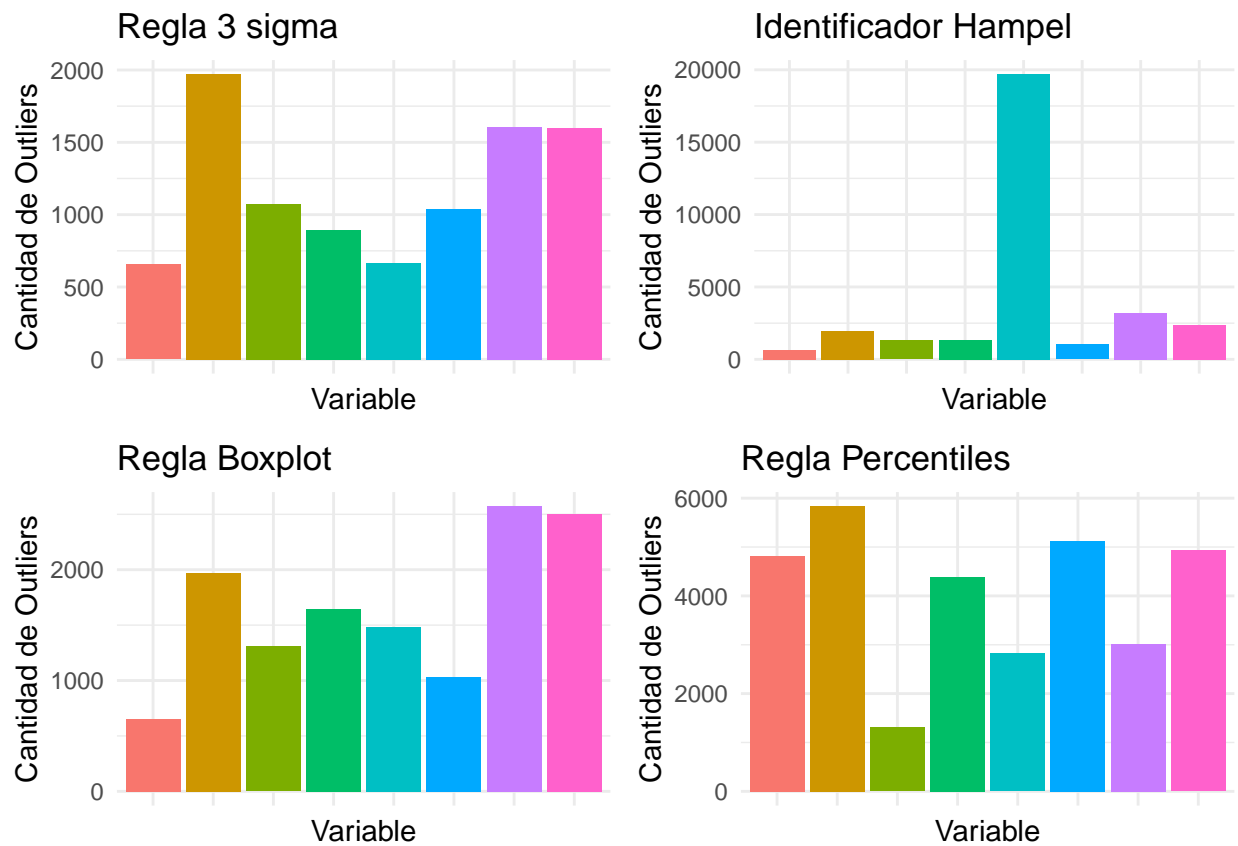 Regla 3 sigma
Cantidad de Outliers
2000
1500
1000
500
0
Variable
Identificador Hampel
Cantidad de Outliers
20000
15000
10000
5000
0
Variable
Regla Boxplot
Cantidad de Outliers
2000
1000
0
Variable
Regla Percentiles
Cantidad de Outliers
6000
4000
2000
0
Variable